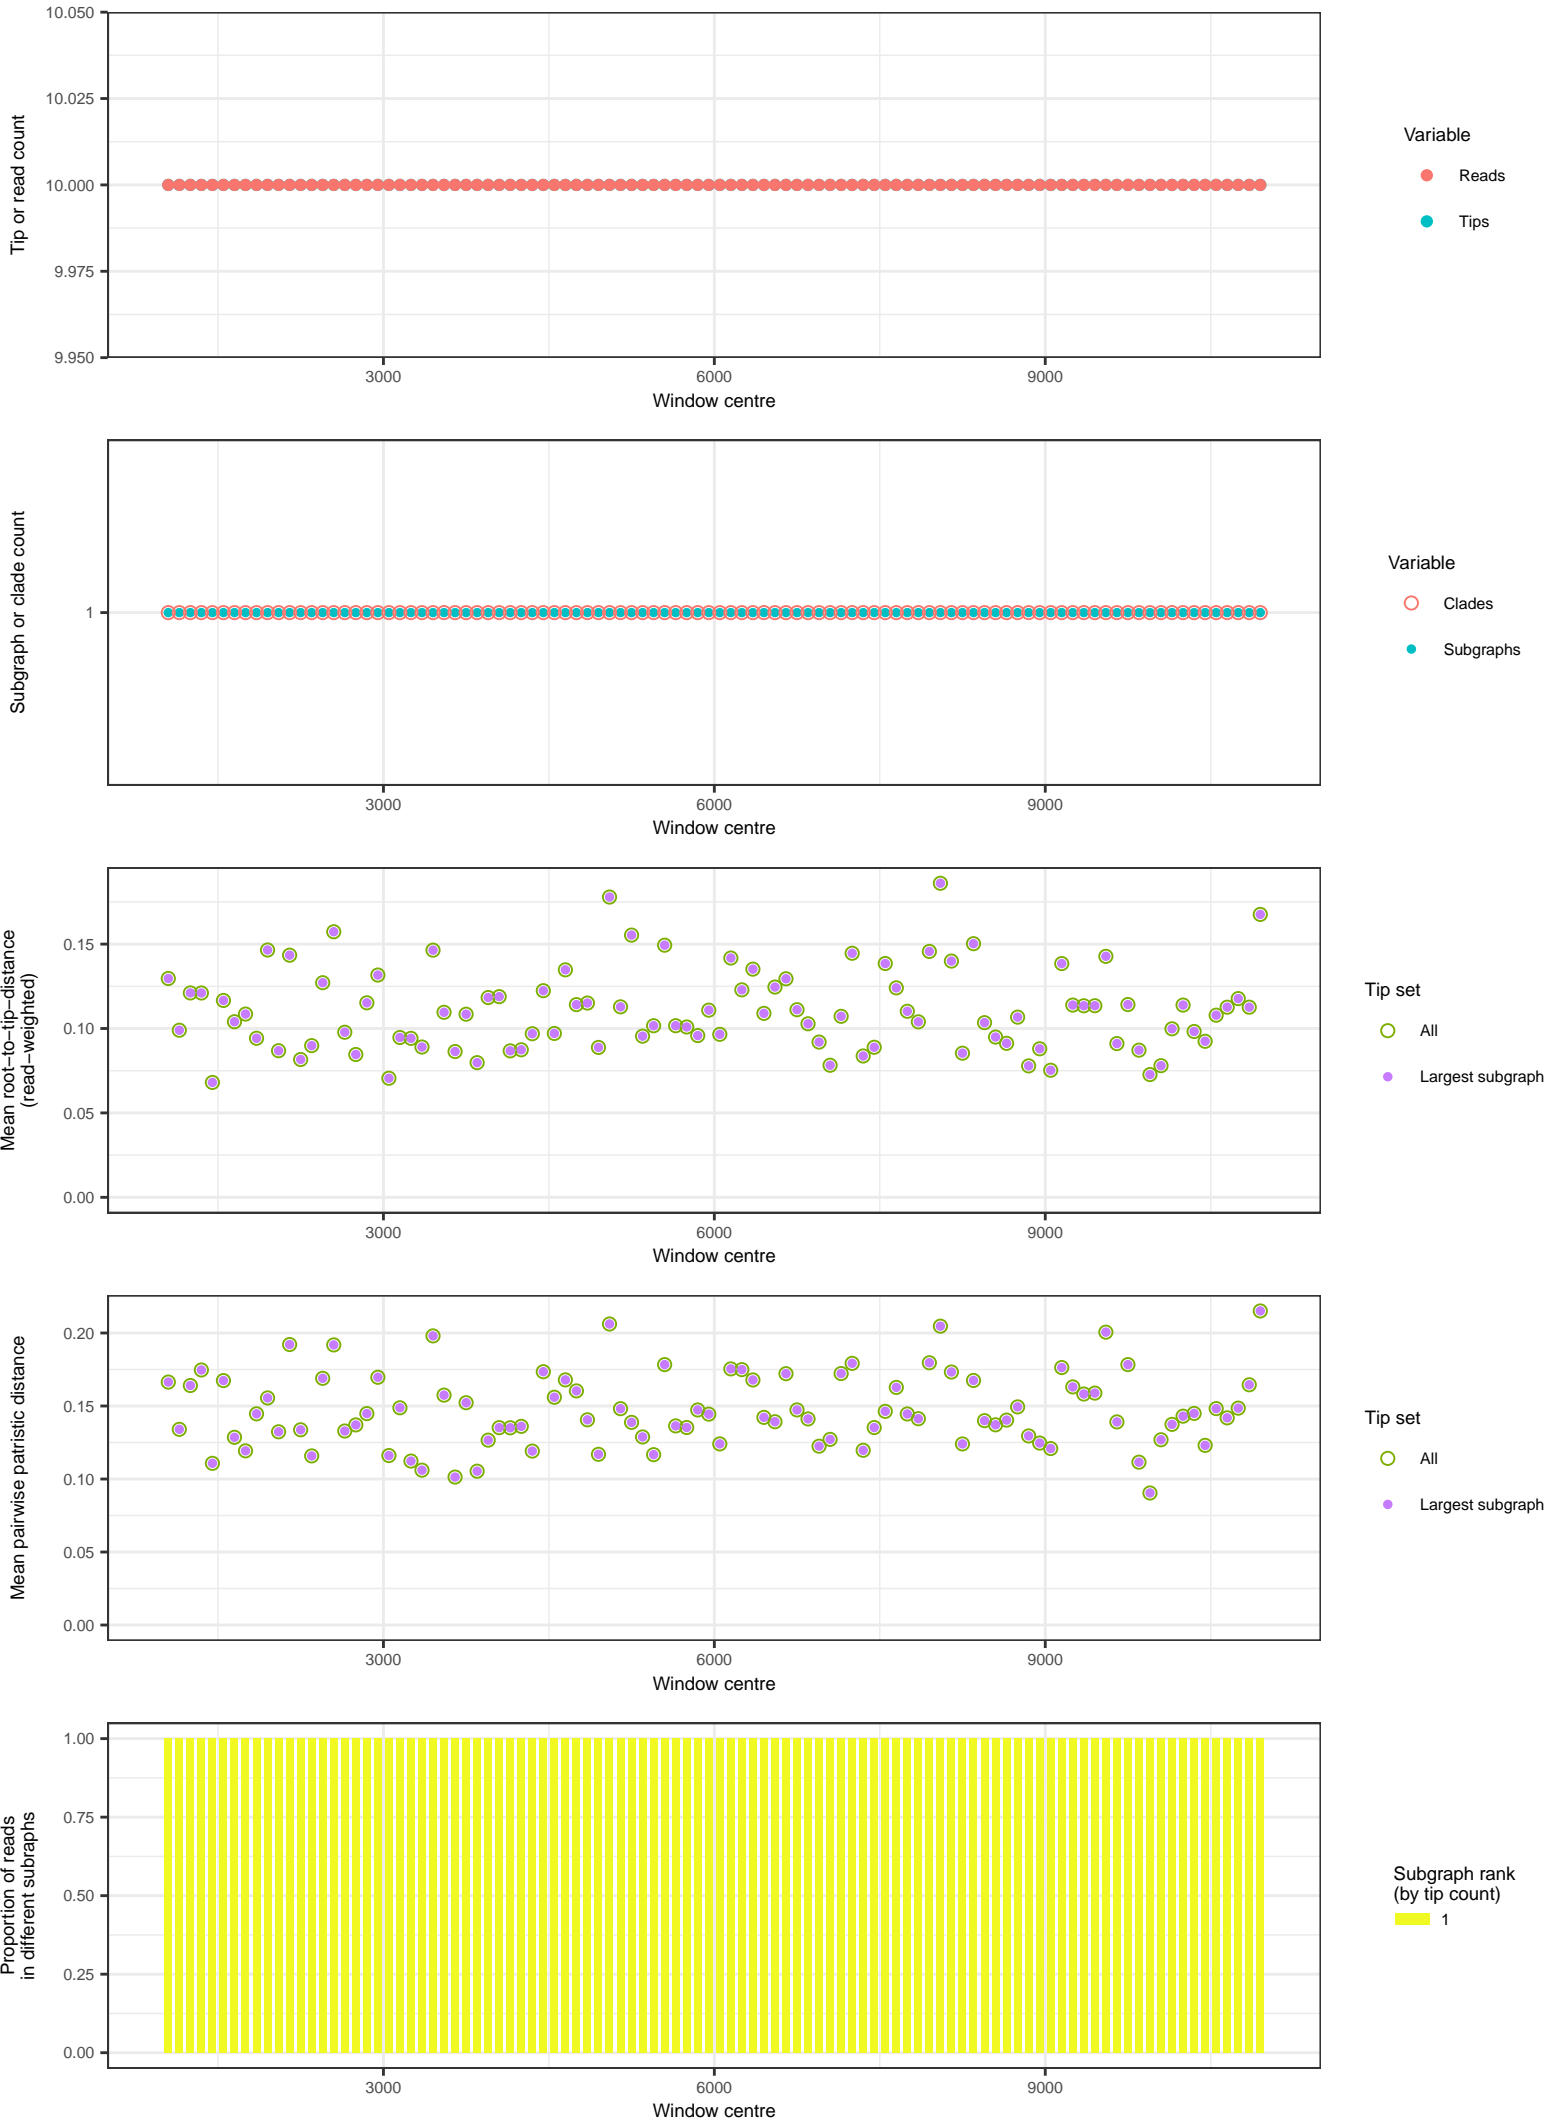 10.050
10.025
10.000
9.975
9.950
Tip or read count
3000
6000
9000
Window centre
Variable
Reads
Tips
Subgraph or clade count
1
3000
6000
9000
Window centre
Variable
Clades
Subgraphs
Mean root−to−tip−distance
(read−weighted)
0.15
0.10
0.05
0.00
3000
6000
9000
Window centre
Tip set
All
Largest subgraph
Mean pairwise patristic distance
0.20
0.15
0.10
0.05
0.00
3000
6000
9000
Window centre
Tip set
All
Largest subgraph
Proportion of reads
in different subraphs
1.00
0.75
0.50
0.25
0.00
3000
6000
9000
Window centre
Subgraph rank
(by tip count)
1